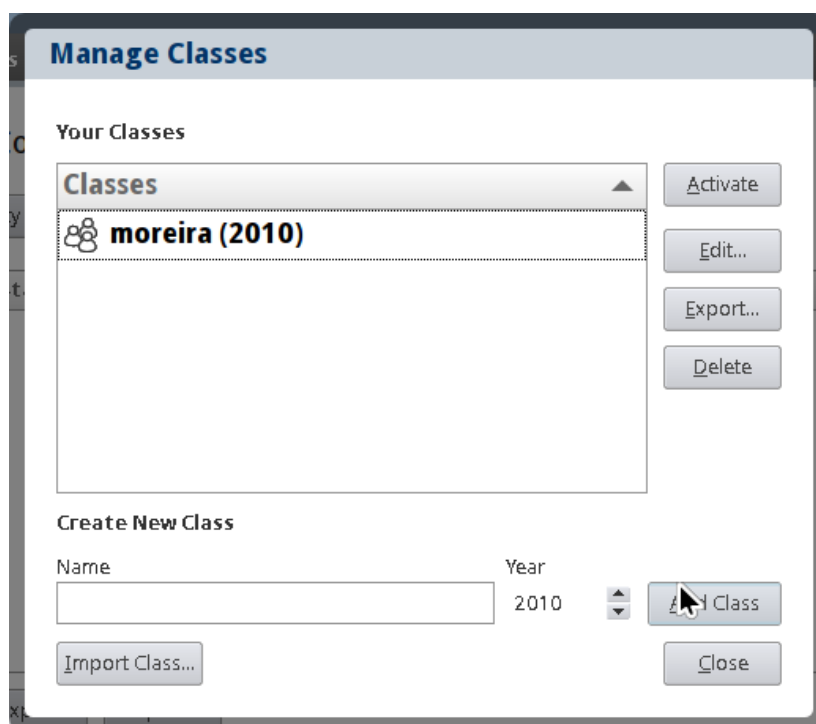 Manage Classes
Your Classes
Classes
Activate
moreira (2010)
Edit...
Export...
Delete
Create New Class
Name
Year
2010
Class
Import Class...
Close